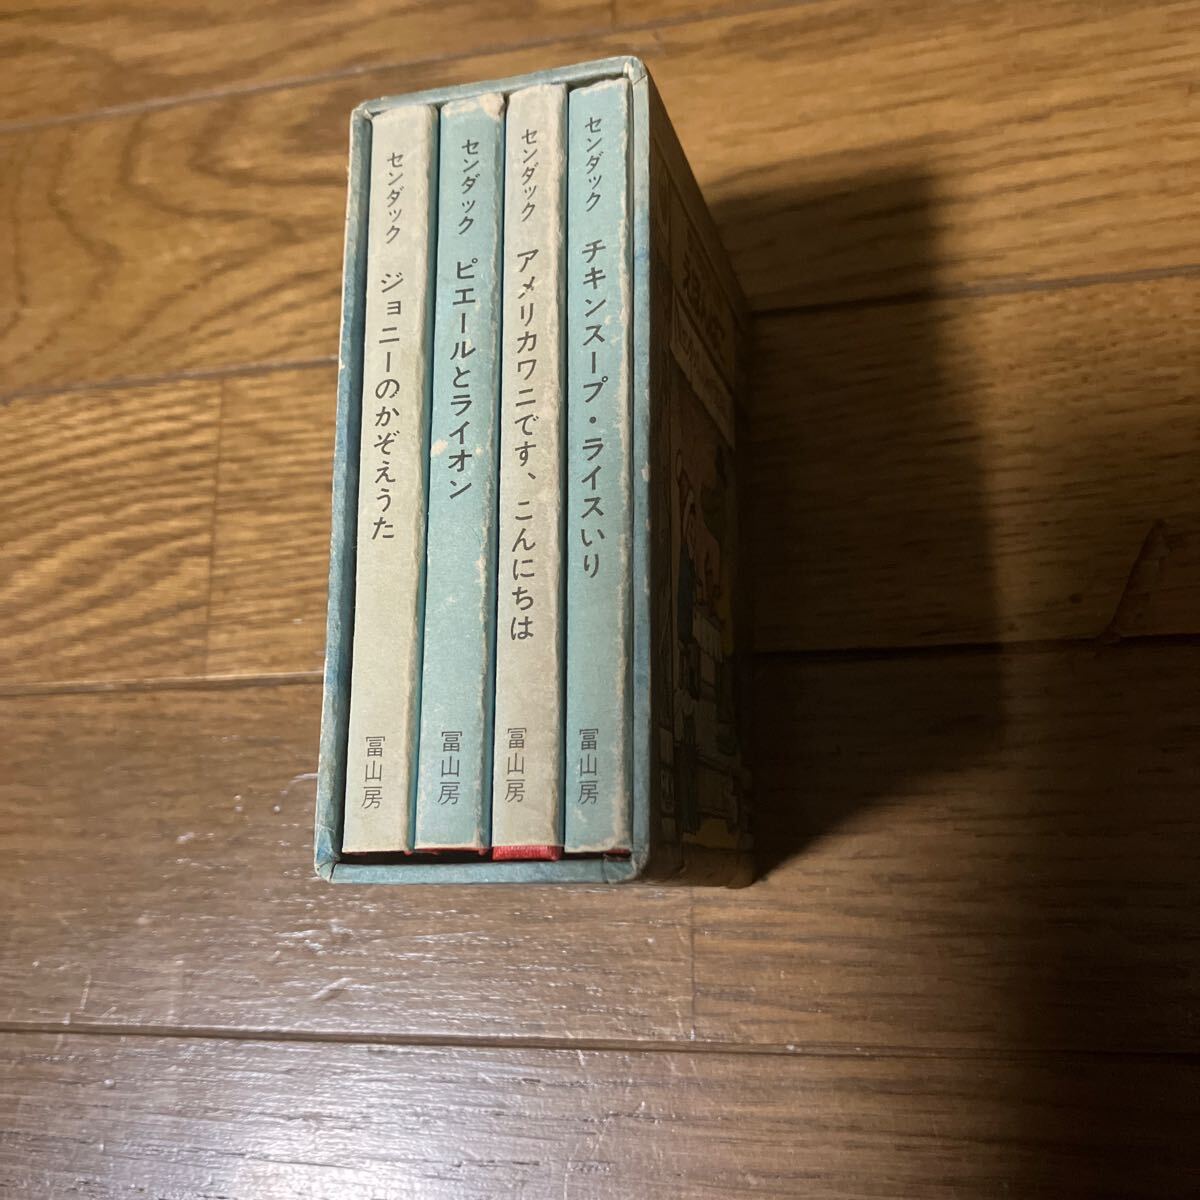 センダック ジョニーのかぞえうた 冨山房
センダック ピエールとライオン 冨山房
センダック アメリカワニです、こんにちは 冨山房
センダック チキンスープ・ライスいり 冨山房